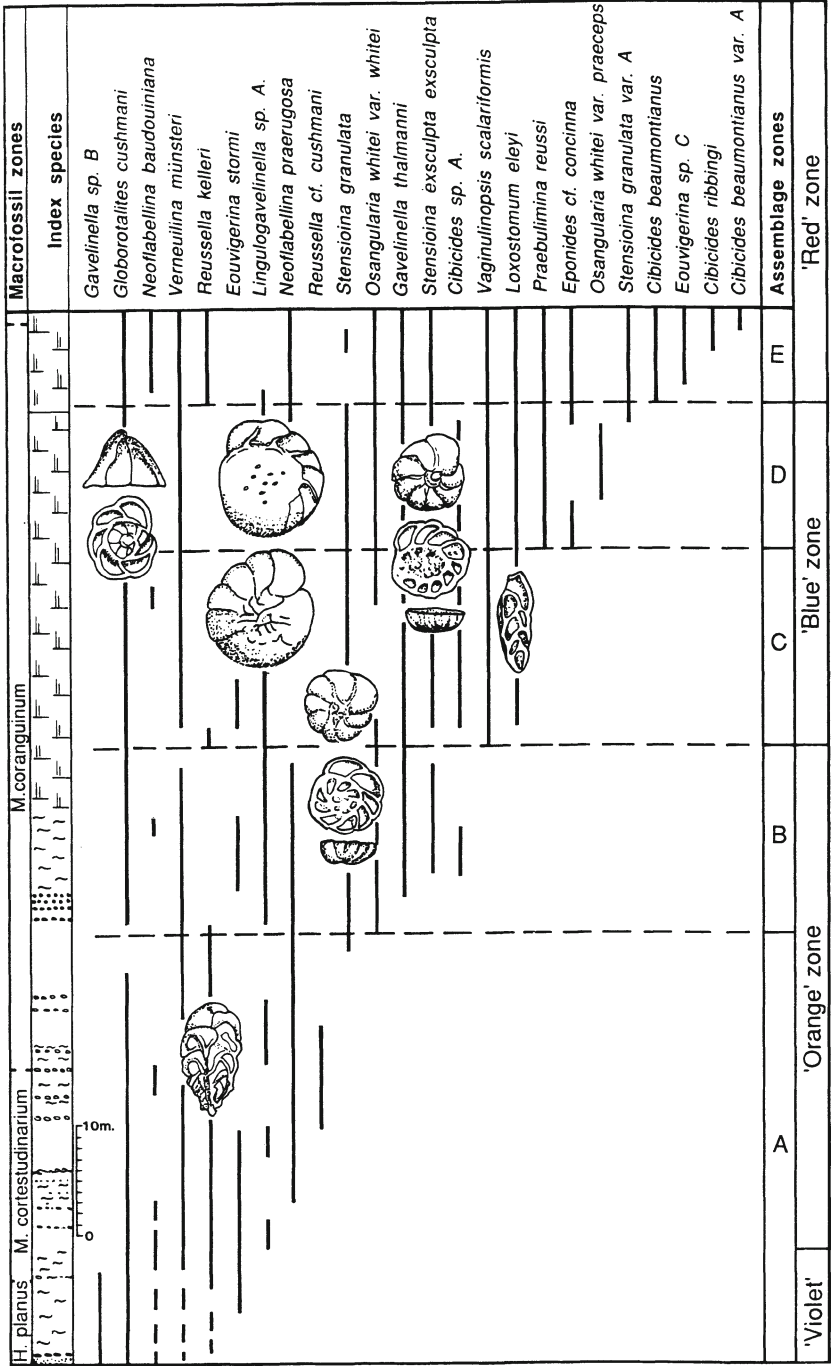 Macrofossil zones
Index species
Gavelinella sp. B
Globorotalites cushmani
Neoflabellina baudouiniana
Verneuilina münsteri
Reussella kelleri
Eouvigerina stormi
Lingulogavelinella sp. A.
Neoflabellina praerugosa
Reussella cf. cushmani
Stensioina granulata
Osangularia whitei var. whitei
Gavelinella thalmanni
Stensioina exsculpta exsculpta
Cibicides sp. A.
Vaginulinopsis scalariformis
Loxostomum eleyi
Praebulimina reussi
Eponides cf. concinna
Osangularia whitei var. praeceps
Stensioina granulata var. A
Cibicides beaumontianus
Eouvigerina sp. C
Cibicides ribbingi
Cibicides beaumontianus var. A
Assemblage zones
'Red' zone
E
D
'Blue' zone
C
M.coranguinum
B
'Orange' zone
10m.
A
M. cortestudinarium
0
H. planus
'Violet'